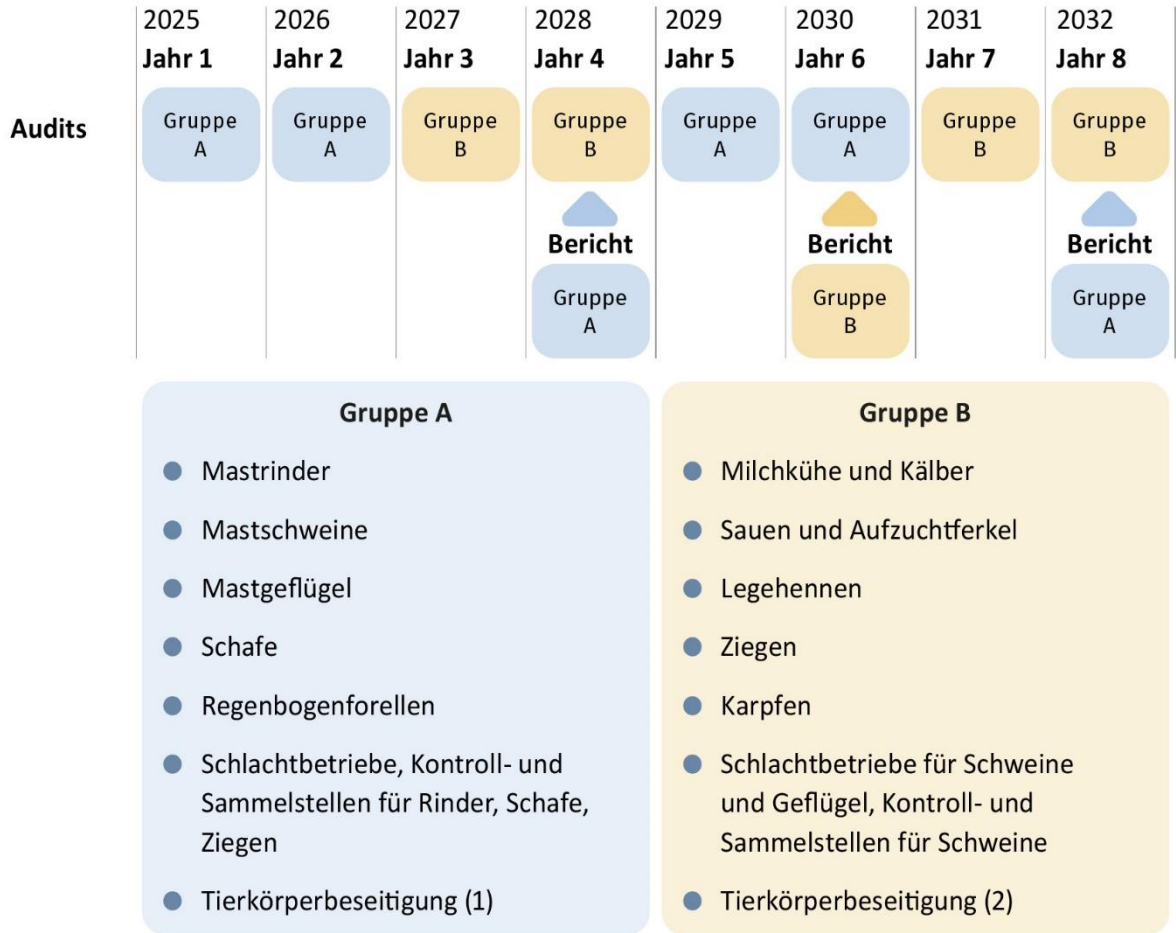 2025 2026 2027 2028 2029 2030 2031 2032
Jahr 1 Jahr 2 Jahr 3 Jahr 4 Jahr 5 Jahr 6 Jahr 7 Jahr 8
Audits
Gruppe A
Gruppe A
Gruppe B
Gruppe B
Gruppe A
Gruppe A
Gruppe B
Gruppe B
Bericht
Gruppe A
Bericht
Gruppe B
Bericht
Gruppe A
Gruppe A
Mastrinder
Mastschweine
Mastgeflügel
Schafe
Regenbogenforellen
Schlachtbetriebe, Kontroll- und
Sammelstellen für Rinder, Schafe,
Ziegen
Tierkörperbeseitigung (1)
Gruppe B
Milchkühe und Kälber
Sauen und Aufzuchtferkel
Legehennen
Ziegen
Karpfen
Schlachtbetriebe für Schweine
und Geflügel, Kontroll- und
Sammelstellen für Schweine
Tierkörperbeseitigung (2)